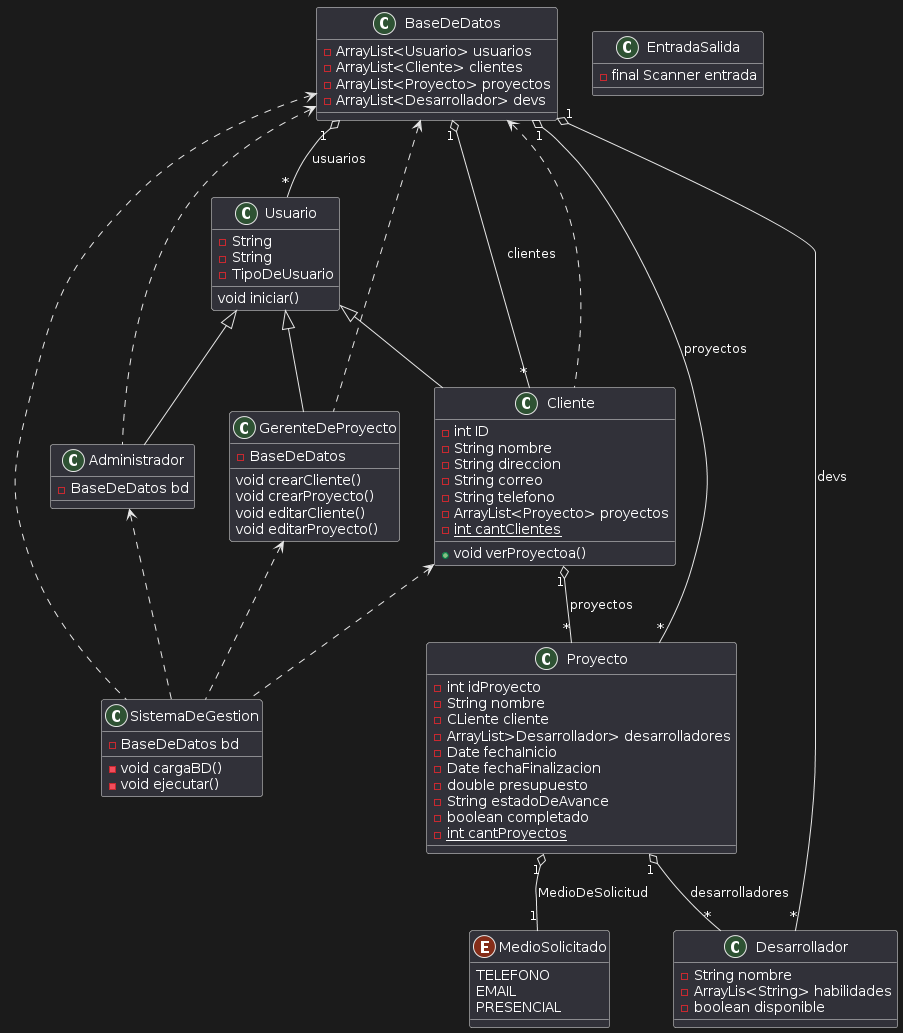 C BaseDeDatos
ArrayList<Usuario> usuarios
ArrayList<Cliente> clientes
ArrayList<Proyecto> proyectos
ArrayList<Desarrollador> devs
C EntradaSalida
final Scanner entrada
1
1
1
1
usuarios
*
C Usuario
String
String
TipoDeUsuario
void iniciar()
clientes
*
proyectos
*
devs
*
C Administrador
BaseDeDatos bd
C GerenteDeProyecto
BaseDeDatos
void crearCliente()
void crearProyecto()
void editarCliente()
void editarProyecto()
C Cliente
int ID
String nombre
String direccion
String correo
String telefono
ArrayList<Proyecto> proyectos
int cantClientes
void verProyectoa()
1
proyectos
*
C SistemaDeGestion
BaseDeDatos bd
void cargaBD()
void ejecutar()
C Proyecto
int idProyecto
String nombre
CLiente cliente
ArrayList>Desarrollador> desarrolladores
Date fechaInicio
Date fechaFinalizacion
double presupuesto
String estadoDeAvance
boolean completado
int cantProyectos
1
MedioDeSolicitud
1
1
desarrolladores
*
E MedioSolicitado
TELEFONO
EMAIL
PRESENCIAL
C Desarrollador
String nombre
ArrayLis<String> habilidades
boolean disponible